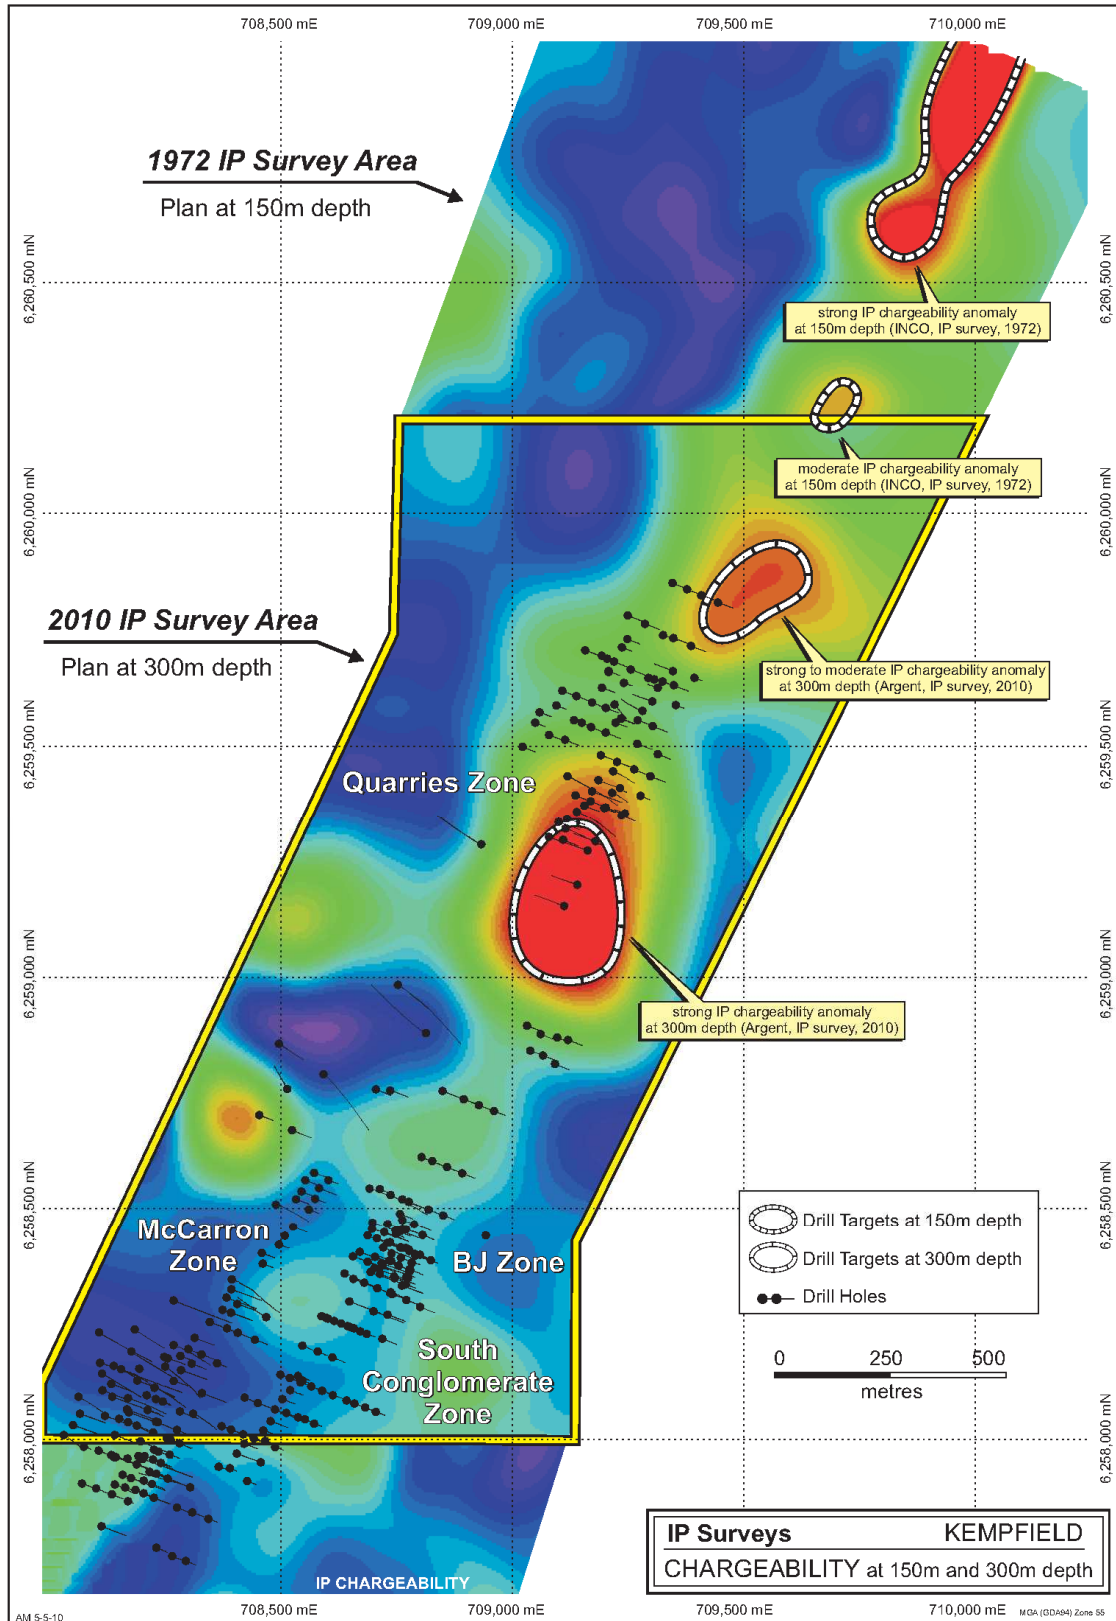 708,500 mE
709,000 mE
709,500 mE
710,000 mE
1972 IP Survey Area
Plan at 150m depth
6,260,500 mN
6,260,500 mN
strong IP chargeability anomaly
at 150m depth (INCO, IP survey, 1972)
moderate IP chargeability anomaly
at 150m depth (INCO, IP survey, 1972)
6,260,000 mN
6,260,000 mN
2010 IP Survey Area
Plan at 300m depth
strong to moderate IP chargeability anomaly
at 300m depth (Argent, IP survey, 2010)
6,259,500 mN
6,259,500 mN
Quarries Zone
6,259,000 mN
6,259,000 mN
strong IP chargeability anomaly
at 300m depth (Argent, IP survey, 2010)
6,258,500 mN
6,258,500 mN
McCarron
Zone
BJ Zone
Drill Targets at 150m depth
Drill Targets at 300m depth
Drill Holes
South
Conglomerate
Zone
0 250 500
metres
6,258,000 mN
6,258,000 mN
IP Surveys KEMPFIELD
CHARGEABILITY at 150m and 300m depth
IP CHARGEABILITY
708,500 mE
709,000 mE
709,500 mE
710,000 mE
AM 5-5-10
MGA (GDA94) Zone 55